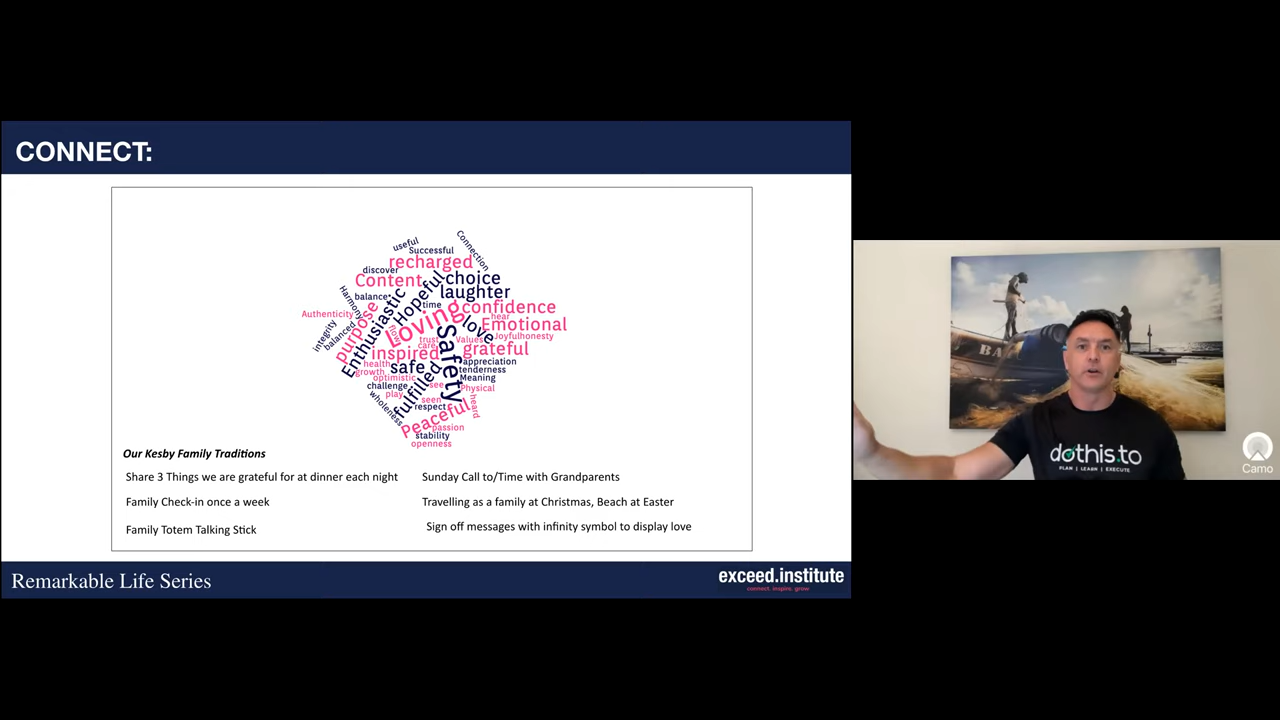 CONNECT:
useful
Successful
Connection
recharged
discover
Content
choice
Hopeful
laughter
Harmony
balance
Enthusiastic
time
Loving
confidence
Authenticity
purpose
hear
Emotional
integrity
balanced
love
Joyful
honesty
flow
trust
care
Values
Safety
grateful
inspired
health
safe
appreciation
growth
tenderness
optimistic
Meaning
challenge
see
Physical
play
fulfilled
wholeness
seen
heard
respect
Peaceful
passion
stability
openness
Our Kesby Family Traditions
Share 3 Things we are grateful for at dinner each night
Sunday Call to/Time with Grandparents
Family Check-in once a week
Travelling as a family at Christmas, Beach at Easter
Family Totem Talking Stick
Sign off messages with infinity symbol to display love
Remarkable Life Series
exceed.institute
connect. inspire. grow
BA
dothis.to
PLAN | LEARN | EXECUTE
Camo